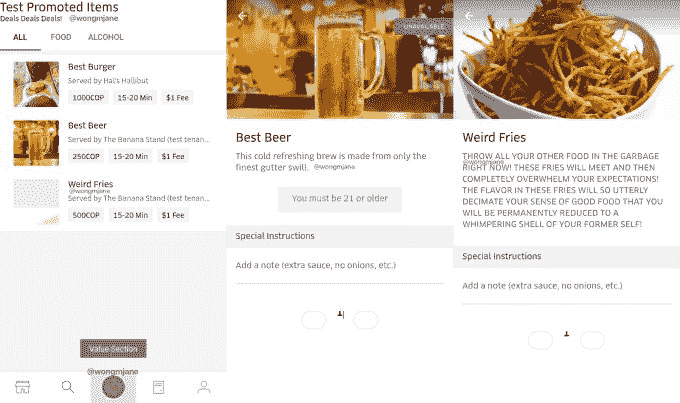 Test Promoted Items
Deals Deals Deals! @wongmjane
ALL FOOD ALCOHOL
Best Burger
Served by Hal's Halibut
1000COP 15-20 Min $1 Fee
Best Beer
Served by The Banana Stand (test tenan...
250COP 15-20 Min $1 Fee
Weird Fries
@wongmjane
Served by The Banana Stand (test tenan...
500COP 15-20 Min $1 Fee
Value Section
@wongmjane
UNAVAILABLE
Best Beer
This cold refreshing brew is made from only the
finest gutter swill. @wongmjane
You must be 21 or older
Special Instructions
Add a note (extra sauce, no onions, etc.)
Weird Fries
THROW ALL YOUR OTHER FOOD IN THE GARBAGE
@wongmjane
RIGHT NOW! THESE FRIES WILL MEET AND THEN
COMPLETELY OVERWHELM YOUR EXPECTATIONS!
THE FLAVOR IN THESE FRIES WILL SO UTTERLY
DECIMATE YOUR SENSE OF GOOD FOOD THAT YOU
WILL BE PERMANENTLY REDUCED TO A
WHIMPERING SHELL OF YOUR FORMER SELF!
Special Instructions
Add a note (extra sauce, no onions, etc.)